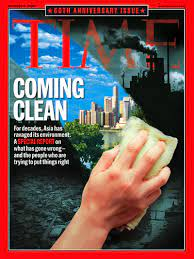 ★ 60TH ANNIVERSARY ISSUE ★
TIME
COMING
CLEAN
For decades, Asia has
ravaged its environment.
A SPECIAL REPORT on
what has gone wrong—
and the people who are
trying to put things right